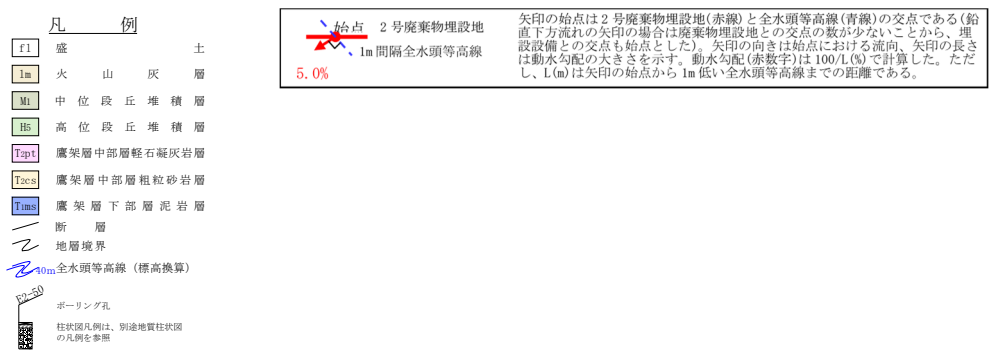 凡例
fl 盛土
lm 火山灰層
M1 中位段丘堆積層
H5 高位段丘堆積層
T2pt 鷹架層中部層軽石凝灰岩層
T2cs 鷹架層中部層粗粒砂岩層
T1ms 鷹架層下部層泥岩層
断層
地層境界
40m 全水頭等高線（標高換算）
E2-50
ボーリング孔
柱状図凡例は、別途地質柱状図
の凡例を参照
始点 2号廃棄物埋設地
1m間隔全水頭等高線
5.0%
矢印の始点は2号廃棄物埋設地(赤線)と全水頭等高線(青線)の交点である(鉛
直下方流れの矢印の場合は廃棄物埋設地との交点の数が少ないことから、埋
設設備との交点も始点とした)。矢印の向きは始点における流向、矢印の長さ
は動水勾配の大きさを示す。動水勾配(赤数字)は100/L(%)で計算した。ただ
し、L(m)は矢印の始点から1m低い全水頭等高線までの距離である。